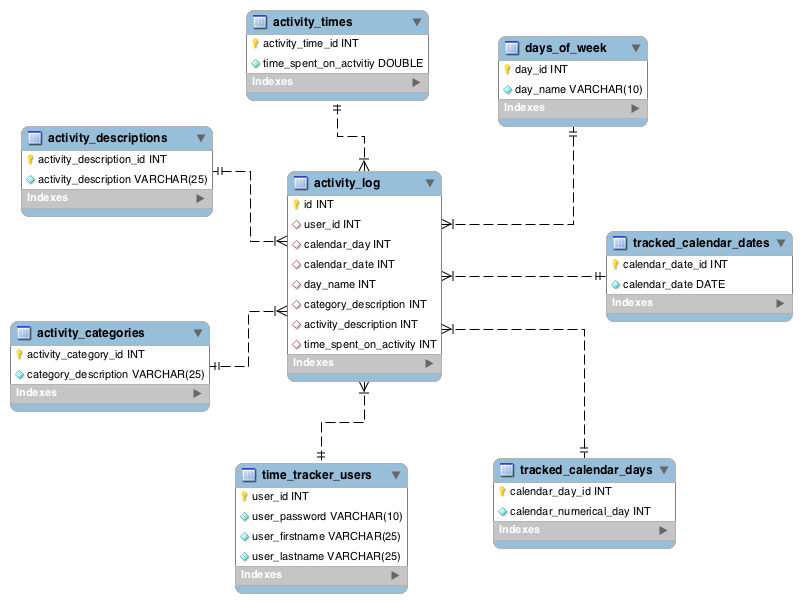 activity_times
activity_time_id INT
time_spent_on_actvitiy DOUBLE
Indexes
days_of_week
day_id INT
day_name VARCHAR(10)
Indexes
activity_descriptions
activity_description_id INT
activity_description VARCHAR(25)
Indexes
activity_log
id INT
user_id INT
calendar_day INT
calendar_date INT
day_name INT
category_description INT
activity_description INT
time_spent_on_activity INT
Indexes
tracked_calendar_dates
calendar_date_id INT
calendar_date DATE
Indexes
activity_categories
activity_category_id INT
category_description VARCHAR(25)
Indexes
time_tracker_users
user_id INT
user_password VARCHAR(10)
user_firstname VARCHAR(25)
user_lastname VARCHAR(25)
Indexes
tracked_calendar_days
calendar_day_id INT
calendar_numerical_day INT
Indexes